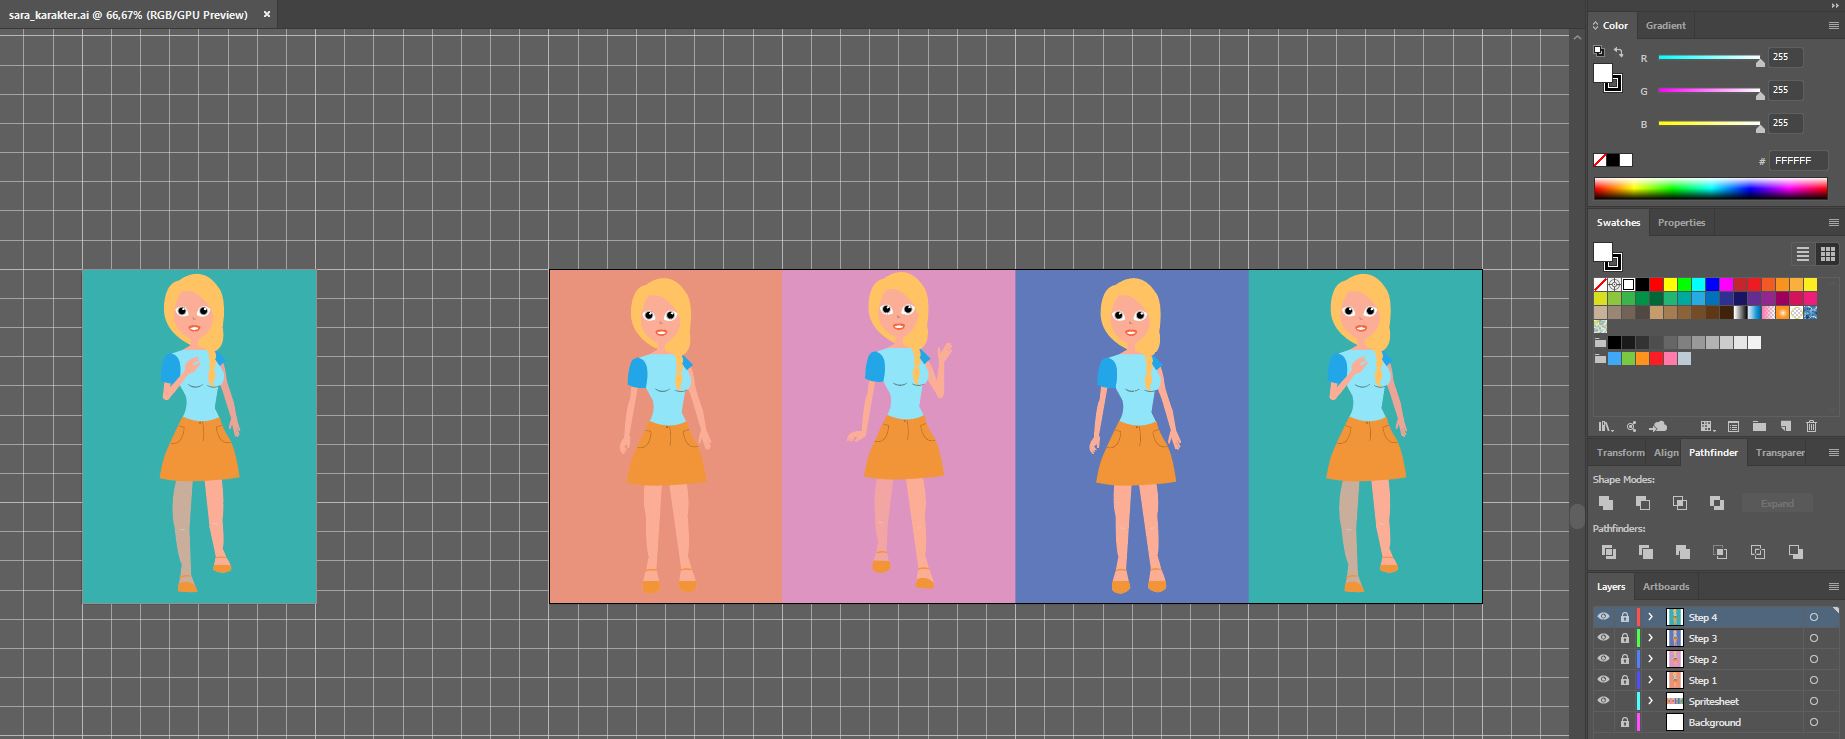 sara_karakter.ai @ 66,67% (RGB/GPU Preview)
Color
Gradient
R
255
G
255
B
255
# FFFFFF
Swatches
Properties
Transform
Align
Pathfinder
Transparer
Shape Modes:
Expand
Pathfinders:
Layers
Artboards
Step 4
Step 3
Step 2
Step 1
Spritesheet
Background